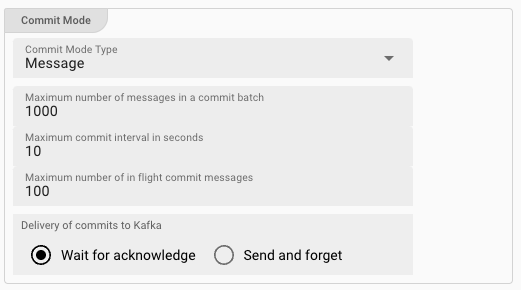 Commit Mode
Commit Mode Type
Message
Maximum number of messages in a commit batch
1000
Maximum commit interval in seconds
10
Maximum number of in flight commit messages
100
Delivery of commits to Kafka
Wait for acknowledge Send and forget